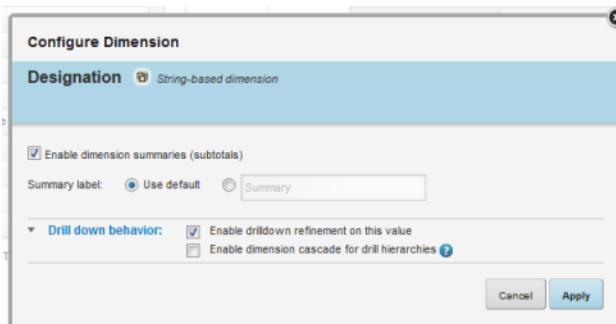 Configure Dimension
Designation String-based dimension
Enable dimension summaries (subtotals)
Summary label: Use default Summary
Drill down behavior: Enable drilldown refinement on this value
Enable dimension cascade for drill hierarchies ?
Cancel Apply